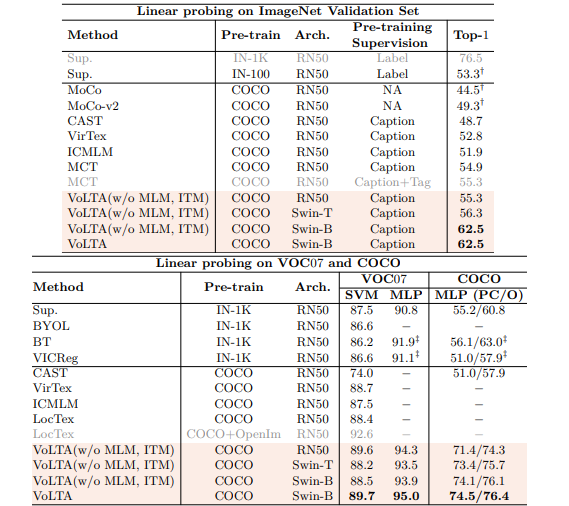 Linear probing on ImageNet Validation Set
Method Pre-train Arch. Pre-training Supervision Top-1
Sup. IN-1K RN50 Label 76.5
Sup. IN-100 RN50 Label 53.3†
MoCo COCO RN50 NA 44.5†
MoCo-v2 COCO RN50 NA 49.3†
CAST COCO RN50 Caption 48.7
VirTex COCO RN50 Caption 52.8
ICMLM COCO RN50 Caption 51.9
MCT COCO RN50 Caption 54.9
MCT COCO RN50 Caption+Tag 55.3
VoLTA(w/o MLM, ITM) COCO RN50 Caption 55.3
VoLTA(w/o MLM, ITM) COCO Swin-T Caption 56.3
VoLTA(w/o MLM, ITM) COCO Swin-B Caption 62.5
VoLTA COCO Swin-B Caption 62.5
Linear probing on VOC07 and COCO
Method Pre-train Arch. VOC07 COCO
SVM MLP MLP (PC/O)
Sup. IN-1K RN50 87.5 90.8 55.2/60.8
BYOL IN-1K RN50 86.6 – –
BT IN-1K RN50 86.2 91.9‡ 56.1/63.0‡
VICReg IN-1K RN50 86.6 91.1‡ 51.0/57.9‡
CAST COCO RN50 74.0 – 51.0/57.9
VirTex COCO RN50 88.7 – –
ICMLM COCO RN50 87.5 – –
LocTex COCO RN50 88.4 – –
LocTex COCO+OpenIm RN50 92.6 – –
VoLTA(w/o MLM, ITM) COCO RN50 89.6 94.3 71.4/74.3
VoLTA(w/o MLM, ITM) COCO Swin-T 88.2 93.5 73.4/75.7
VoLTA(w/o MLM, ITM) COCO Swin-B 88.5 93.9 74.1/76.1
VoLTA COCO Swin-B 89.7 95.0 74.5/76.4